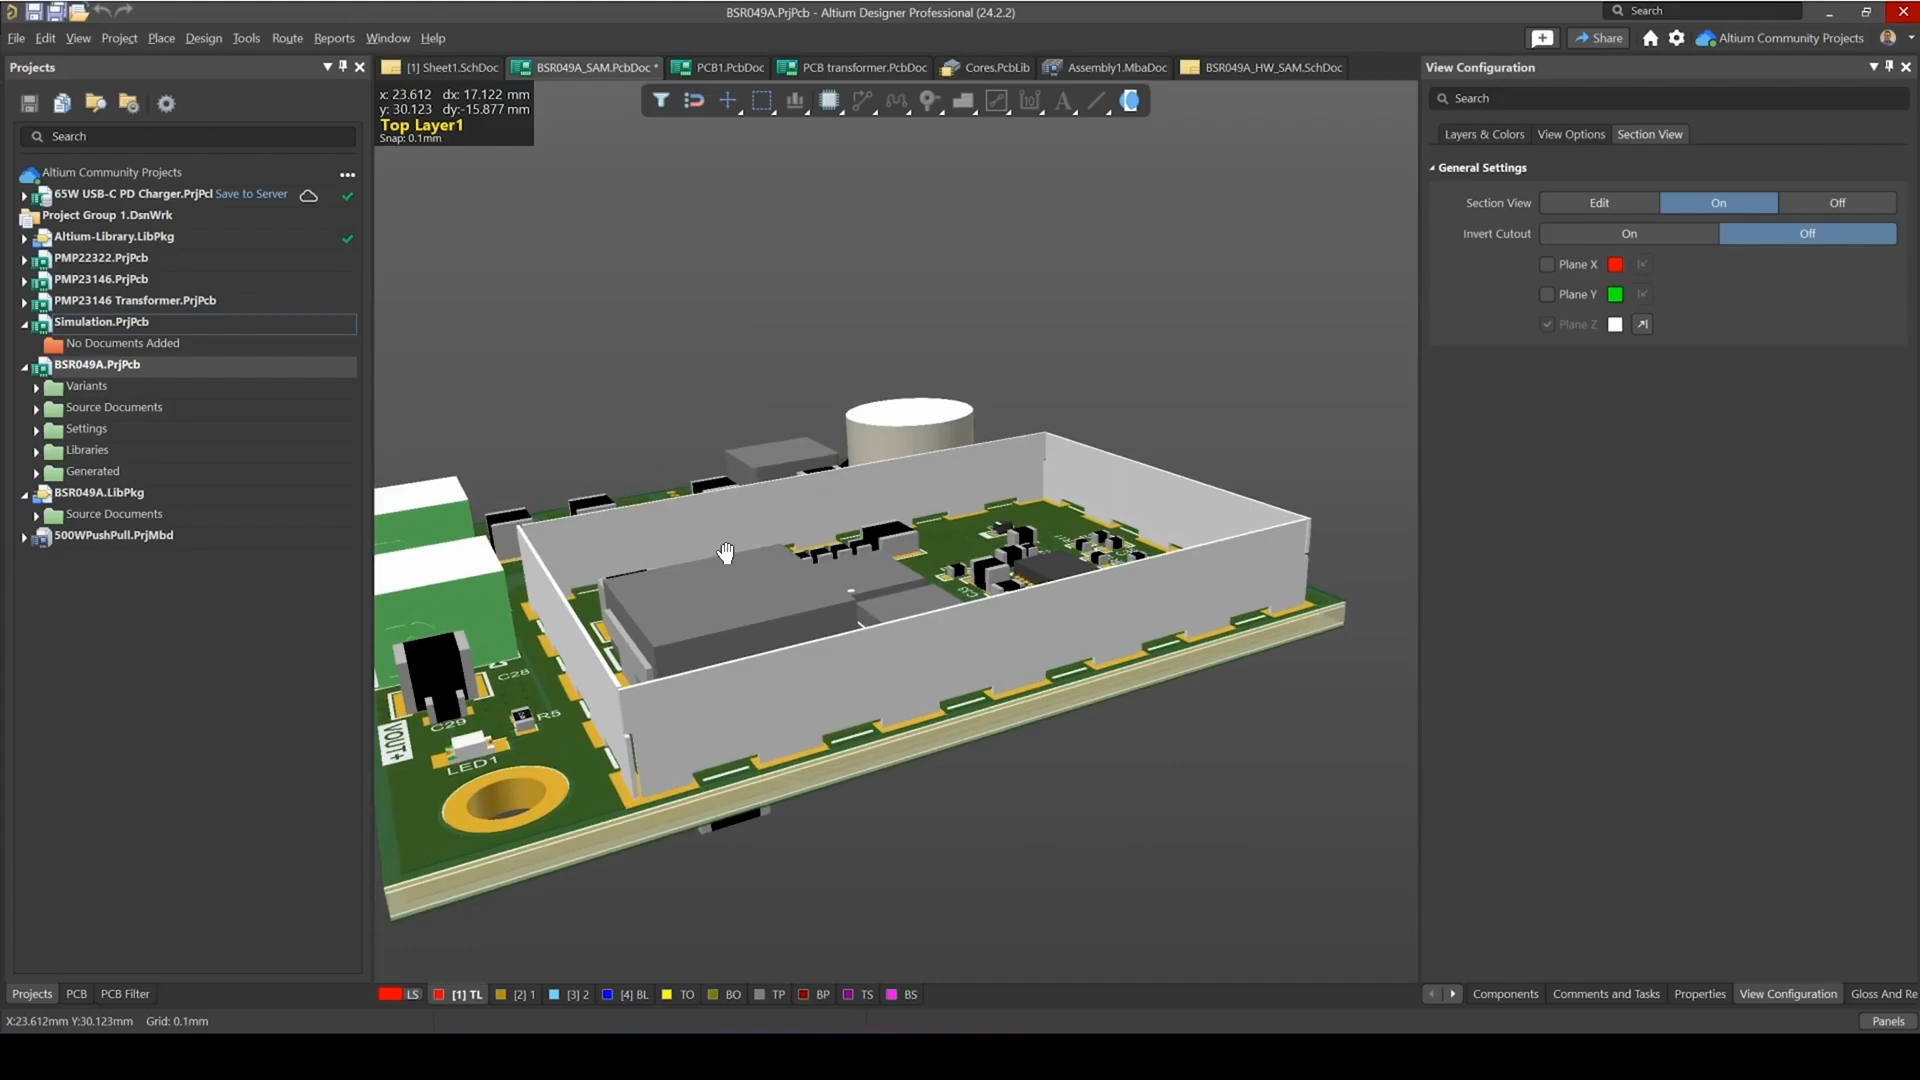 BSR049A.PrjPcb - Altium Designer Professional (24.2.2)
Search
File Edit View Project Place Design Tools Route Reports Window Help
Share
Altium Community Projects
Projects
[1] Sheet1.SchDoc
BSR049A_SAM.PcbDoc *
PCB1.PcbDoc
PCB transformer.PcbDoc
Cores.PcbLib
Assembly1.MbaDoc
BSR049A_HW_SAM.SchDoc
View Configuration
x: 23.612 dx: 17.122 mm
y: 30.123 dy:-15.877 mm
Top Layer1
Snap: 0.1mm
Search
Search
Layers & Colors
View Options
Section View
General Settings
Section View Edit On Off
Invert Cutout On Off
Plane X
Plane Y
Plane Z
Altium Community Projects
65W USB-C PD Charger.PrjPcl Save to Server
Project Group 1.DsnWrk
Altium-Library.LibPkg
PMP22322.PrjPcb
PMP23146.PrjPcb
PMP23146 Transformer.PrjPcb
Simulation.PrjPcb
No Documents Added
BSR049A.PrjPcb
Variants
Source Documents
Settings
Libraries
Generated
BSR049A.LibPkg
Source Documents
500WPushPull.PrjMbd
C28
C29
R5
VOUT+
LED1
Projects
PCB
PCB Filter
LS
[1] TL
[2] 1
[3] 2
[4] BL
TO
BO
TP
BP
TS
BS
Components
Comments and Tasks
Properties
View Configuration
Gloss And Re
X:23.612mm Y:30.123mm Grid: 0.1mm
Panels